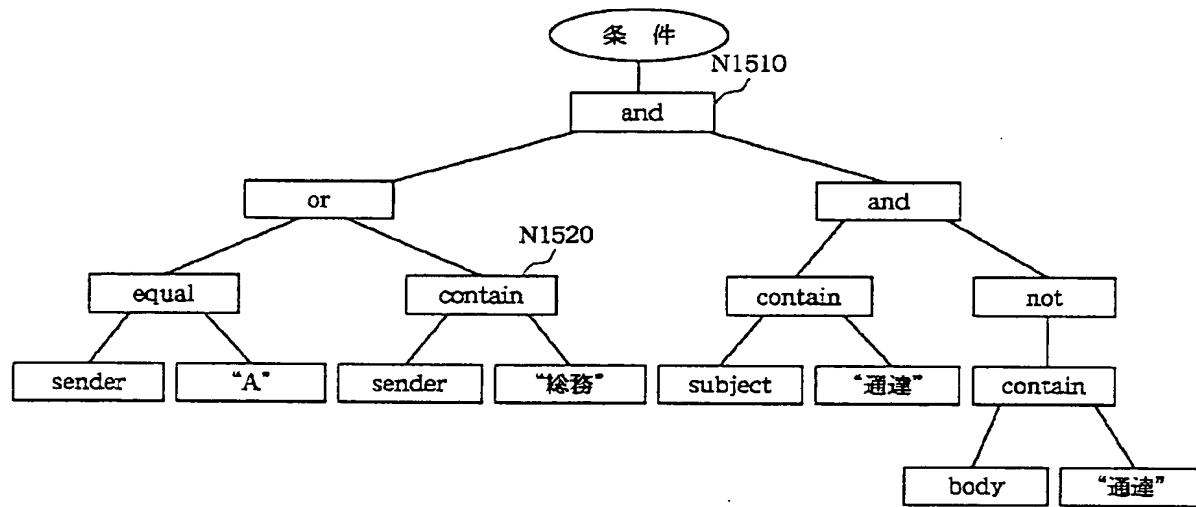 条 件
N1510
and
or
and
N1520
equal
contain
contain
not
sender
“A”
sender
“総務”
subject
“通達”
contain
body
“通達”